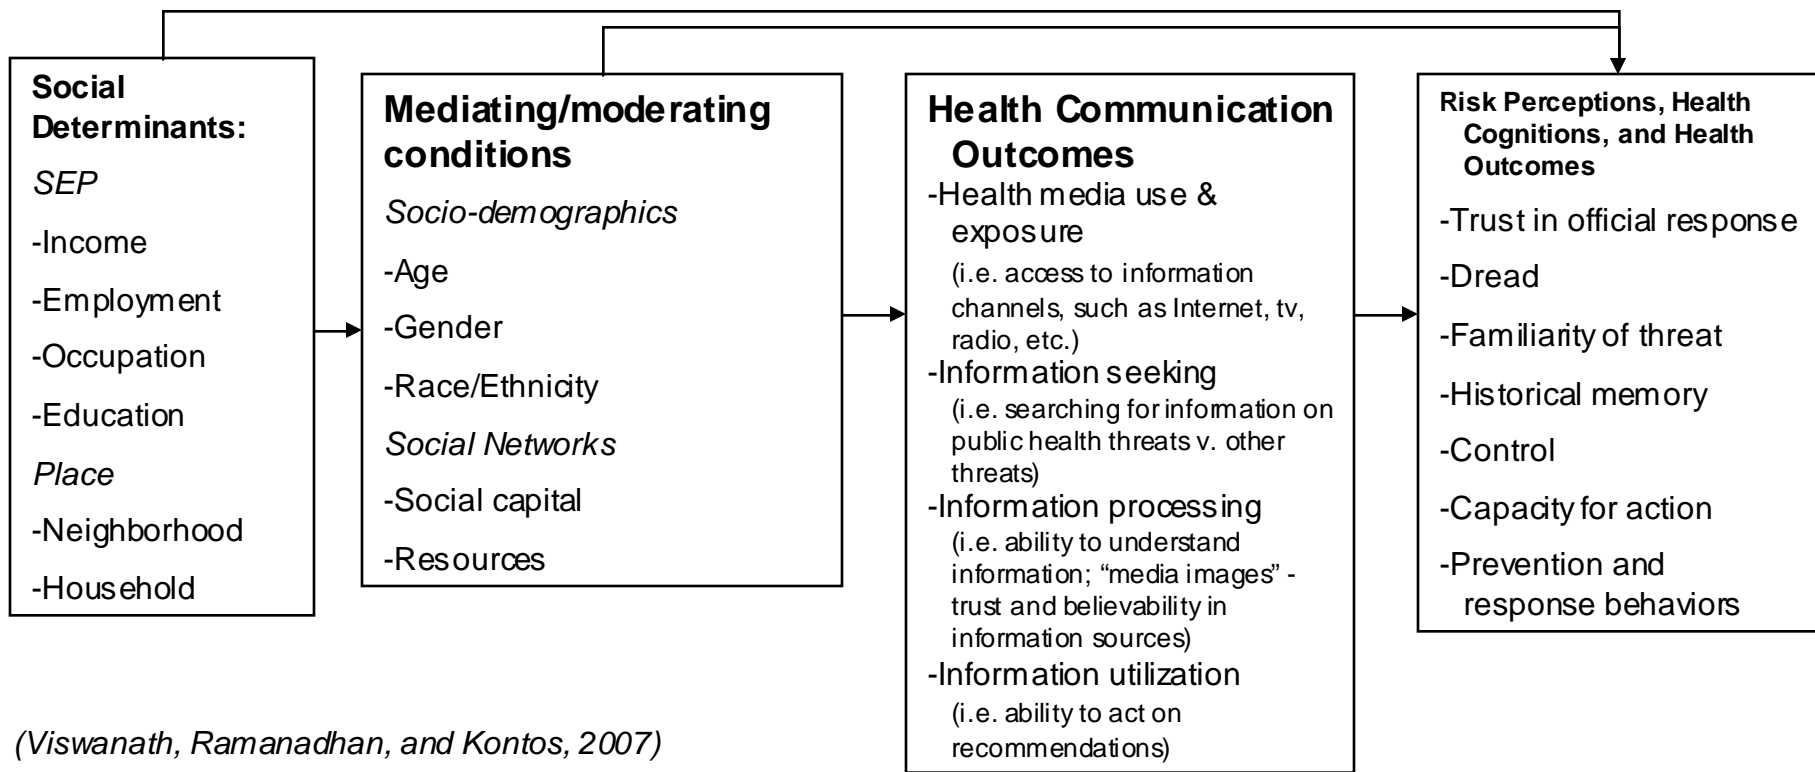 Social
Determinants:
SEP
-Income
-Employment
-Occupation
-Education
Place
-Neighborhood
-Household
Mediating/moderating
conditions
Socio-demographics
-Age
-Gender
-Race/Ethnicity
Social Networks
-Social capital
-Resources
Health Communication
Outcomes
-Health media use &
exposure
(i.e. access to information
channels, such as Internet, tv,
radio, etc.)
-Information seeking
(i.e. searching for information on
public health threats v. other
threats)
-Information processing
(i.e. ability to understand
information; “media images” -
trust and believability in
information sources)
-Information utilization
(i.e. ability to act on
recommendations)
Risk Perceptions, Health
Cognitions, and Health
Outcomes
-Trust in official response
-Dread
-Familiarity of threat
-Historical memory
-Control
-Capacity for action
-Prevention and
response behaviors
(Viswanath, Ramanadhan, and Kontos, 2007)